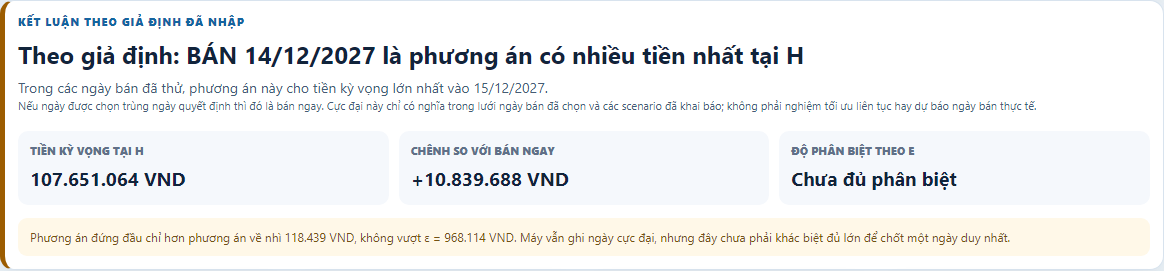 KẾT LUẬN THEO GIẢ ĐỊNH ĐÃ NHẬP
Theo giả định: BÁN 14/12/2027 là phương án có nhiều tiền nhất tại H
Trong các ngày bán đã thử, phương án này cho tiền kỳ vọng lớn nhất vào 15/12/2027.
Nếu ngày được chọn trùng ngày quyết định thì đó là bán ngay. Cực đại này chỉ có nghĩa trong lưới ngày bán đã chọn và các scenario đã khai báo; không phải nghiệm tối ưu liên tục hay dự báo ngày bán thực tế.
TIỀN KỲ VỌNG TẠI H
107.651.064 VND
CHÊNH SO VỚI BÁN NGAY
+10.839.688 VND
ĐỘ PHÂN BIỆT THEO Ε
Chưa đủ phân biệt
Phương án đứng đầu chỉ hơn phương án về nhì 118.439 VND, không vượt ε = 968.114 VND. Máy vẫn ghi ngày cực đại, nhưng đây chưa phải khác biệt đủ lớn để chốt một ngày duy nhất.